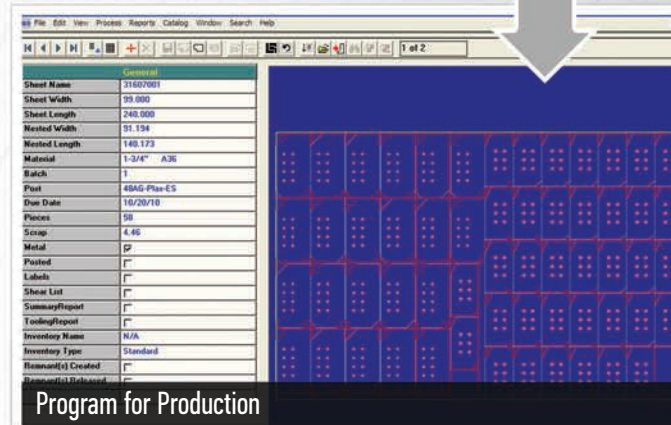 File Edit View Process Reports Catalog Window Search Help
1 of 2
General
Sheet Name 31607001
Sheet Width 99.000
Sheet Length 240.000
Nested Width 91.194
Nested Length 140.173
Material 1-3/4" A36
Batch 1
Post 48AG-Plas-ES
Due Date 10/20/10
Pieces 58
Scrap 4.46
Metal
Posted
Labels
Shear List
SummaryReport
ToolingReport
Inventory Name N/A
Inventory Type Standard
Remnant(s) Created
Remnant(s) Released
Program for Production